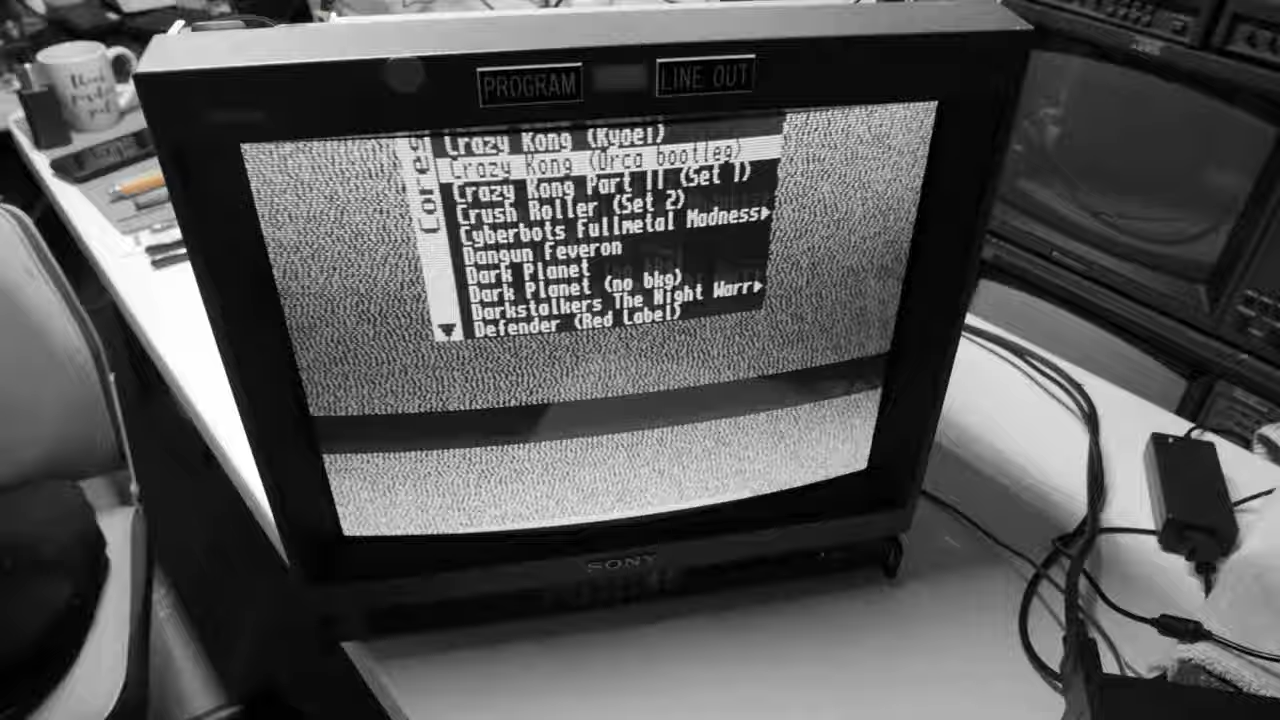 PROGRAM
LINE OUT
Cores
Crazy Kong (Kyoei)
Crazy Kong (Orca bootleg)
Crazy Kong Part II (Set 1)
Crush Roller (Set 2)
Cyberbots Fullmetal Madness
Dangun Feveron
Dark Planet
Dark Planet (no bkg)
Darkstalkers The Night Warr
Defender (Red Label)
SONY